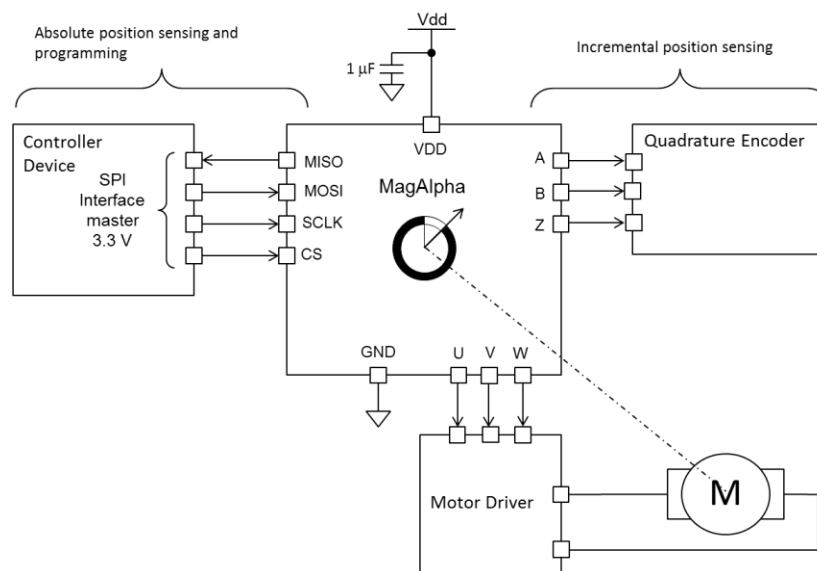 Absolute position sensing and
programming
Vdd
1 µF
Incremental position sensing
Controller
Device
SPI
Interface
master
3.3 V
MISO
MOSI
SCLK
CS
VDD
MagAlpha
A
B
Z
Quadrature Encoder
GND
U
V
W
Motor Driver
M